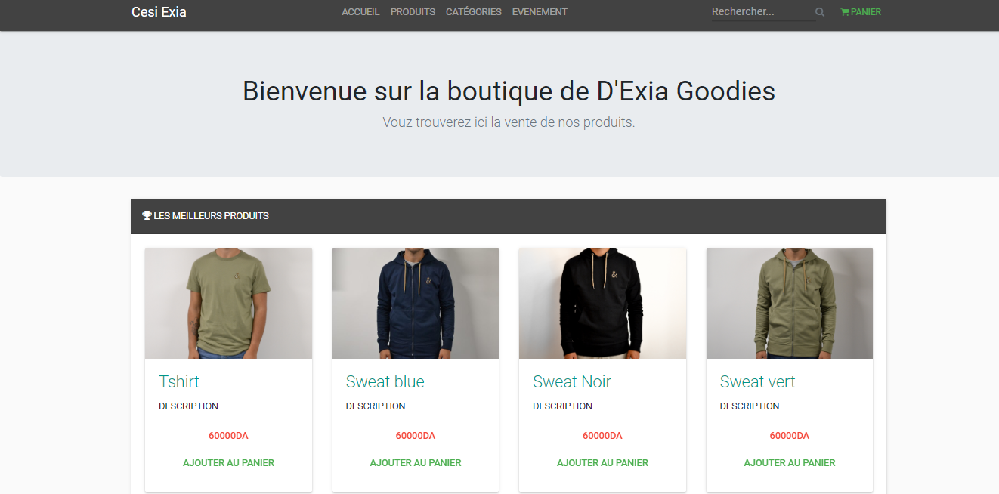 Cesi Exia ACCUEIL PRODUITS CATÉGORIES EVENEMENT Rechercher... PANIER
Bienvenue sur la boutique de D'Exia Goodies
Vouz trouverez ici la vente de nos produits.
LES MEILLEURS PRODUITS
Tshirt
DESCRIPTION
60000DA
AJOUTER AU PANIER
Sweat blue
DESCRIPTION
60000DA
AJOUTER AU PANIER
Sweat Noir
DESCRIPTION
60000DA
AJOUTER AU PANIER
Sweat vert
DESCRIPTION
60000DA
AJOUTER AU PANIER